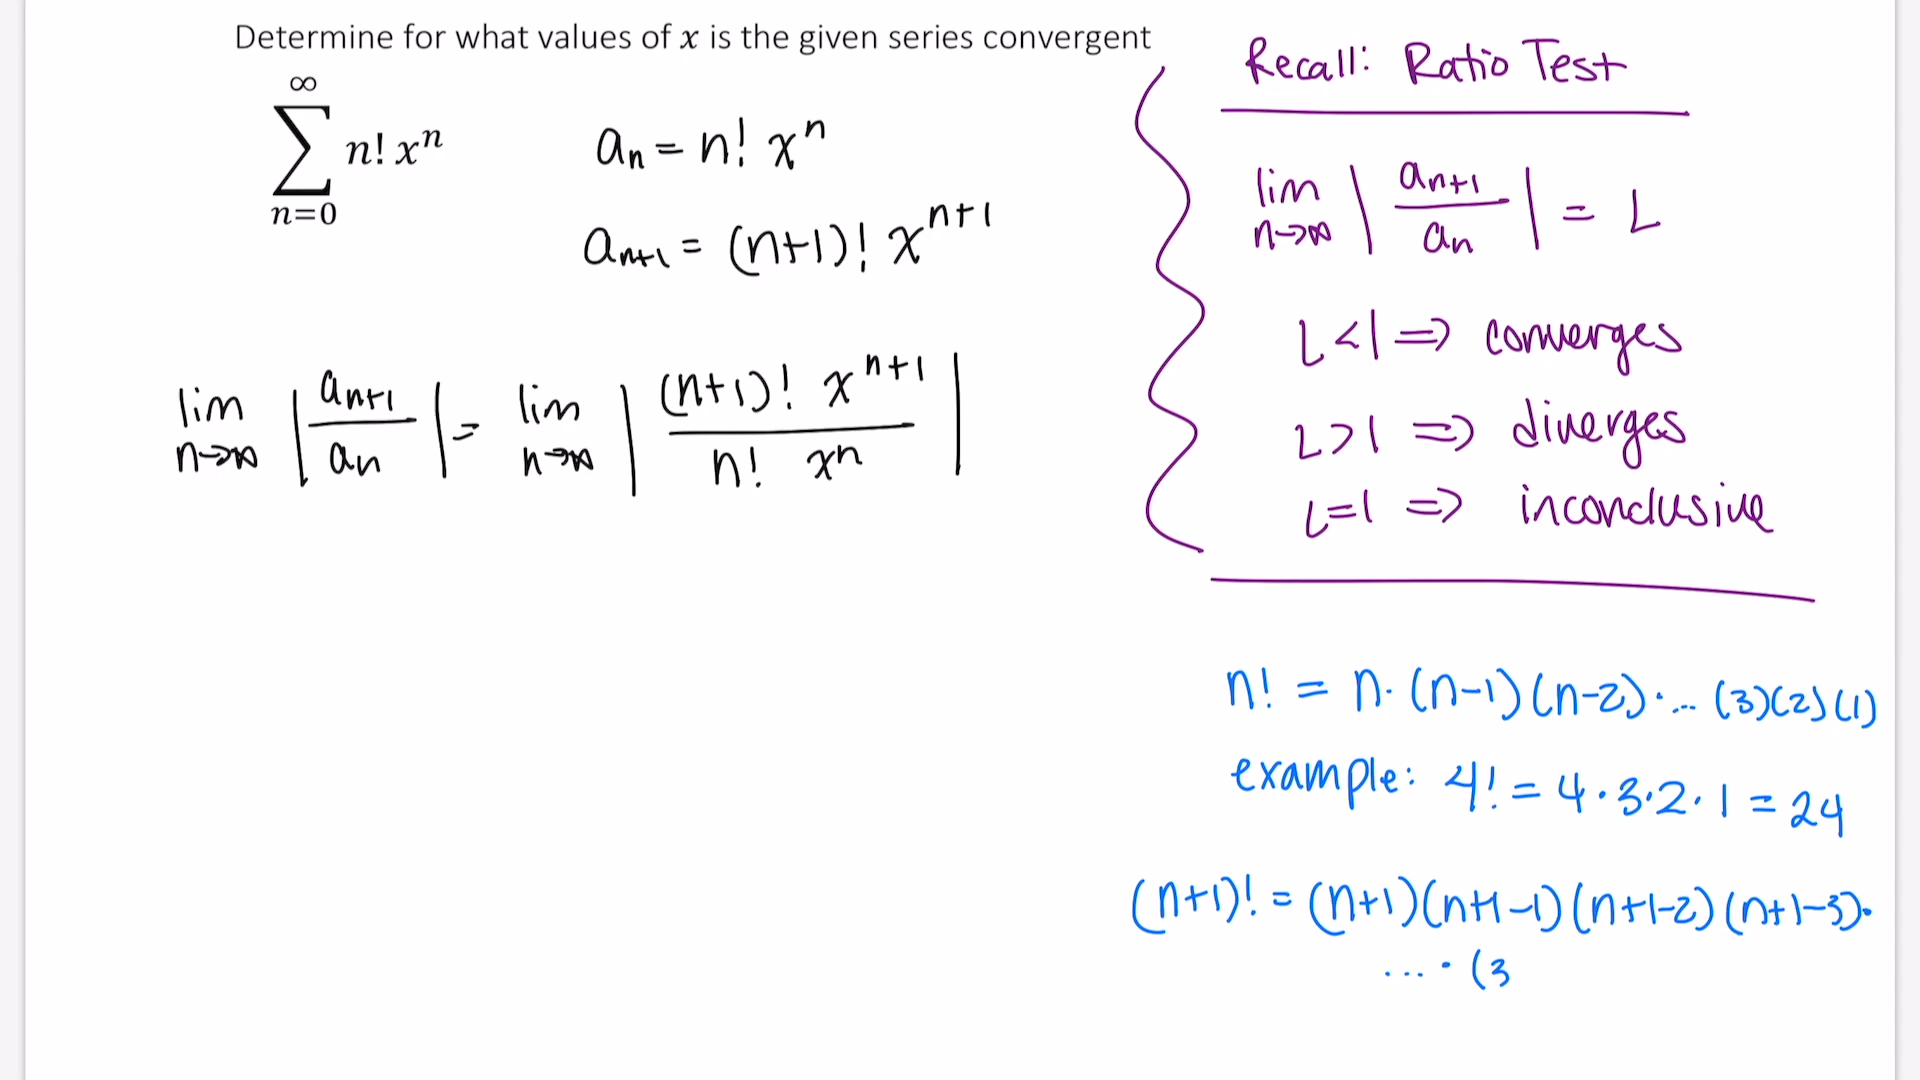 Determine for what values of x is the given series convergent
∞
∑ n! xⁿ
n=0
aₙ = n! xⁿ
aₙ₊₁ = (n+1)! xⁿ⁺¹
lim n→∞ | aₙ₊₁ / aₙ | = lim n→∞ | (n+1)! xⁿ⁺¹ / n! xⁿ |
Recall: Ratio Test
lim n→∞ | aₙ₊₁ / aₙ | = L
L<1 ⇒ converges
L>1 ⇒ diverges
L=1 ⇒ inconclusive
n! = n·(n-1)(n-2)·... (3)(2)(1)
example: 4! = 4·3·2·1 = 24
(n+1)! = (n+1)(n+1-1)(n+1-2)(n+1-3)·
...·(3